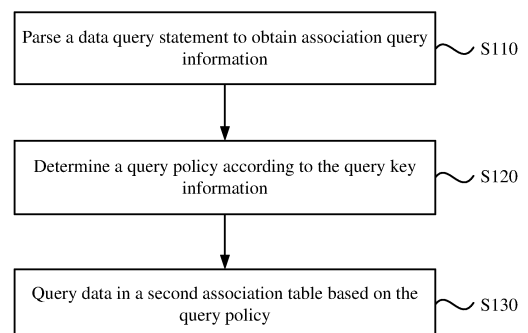 Parse a data query statement to obtain association query
information
S110
Determine a query policy according to the query key
information
S120
Query data in a second association table based on the
query policy
S130